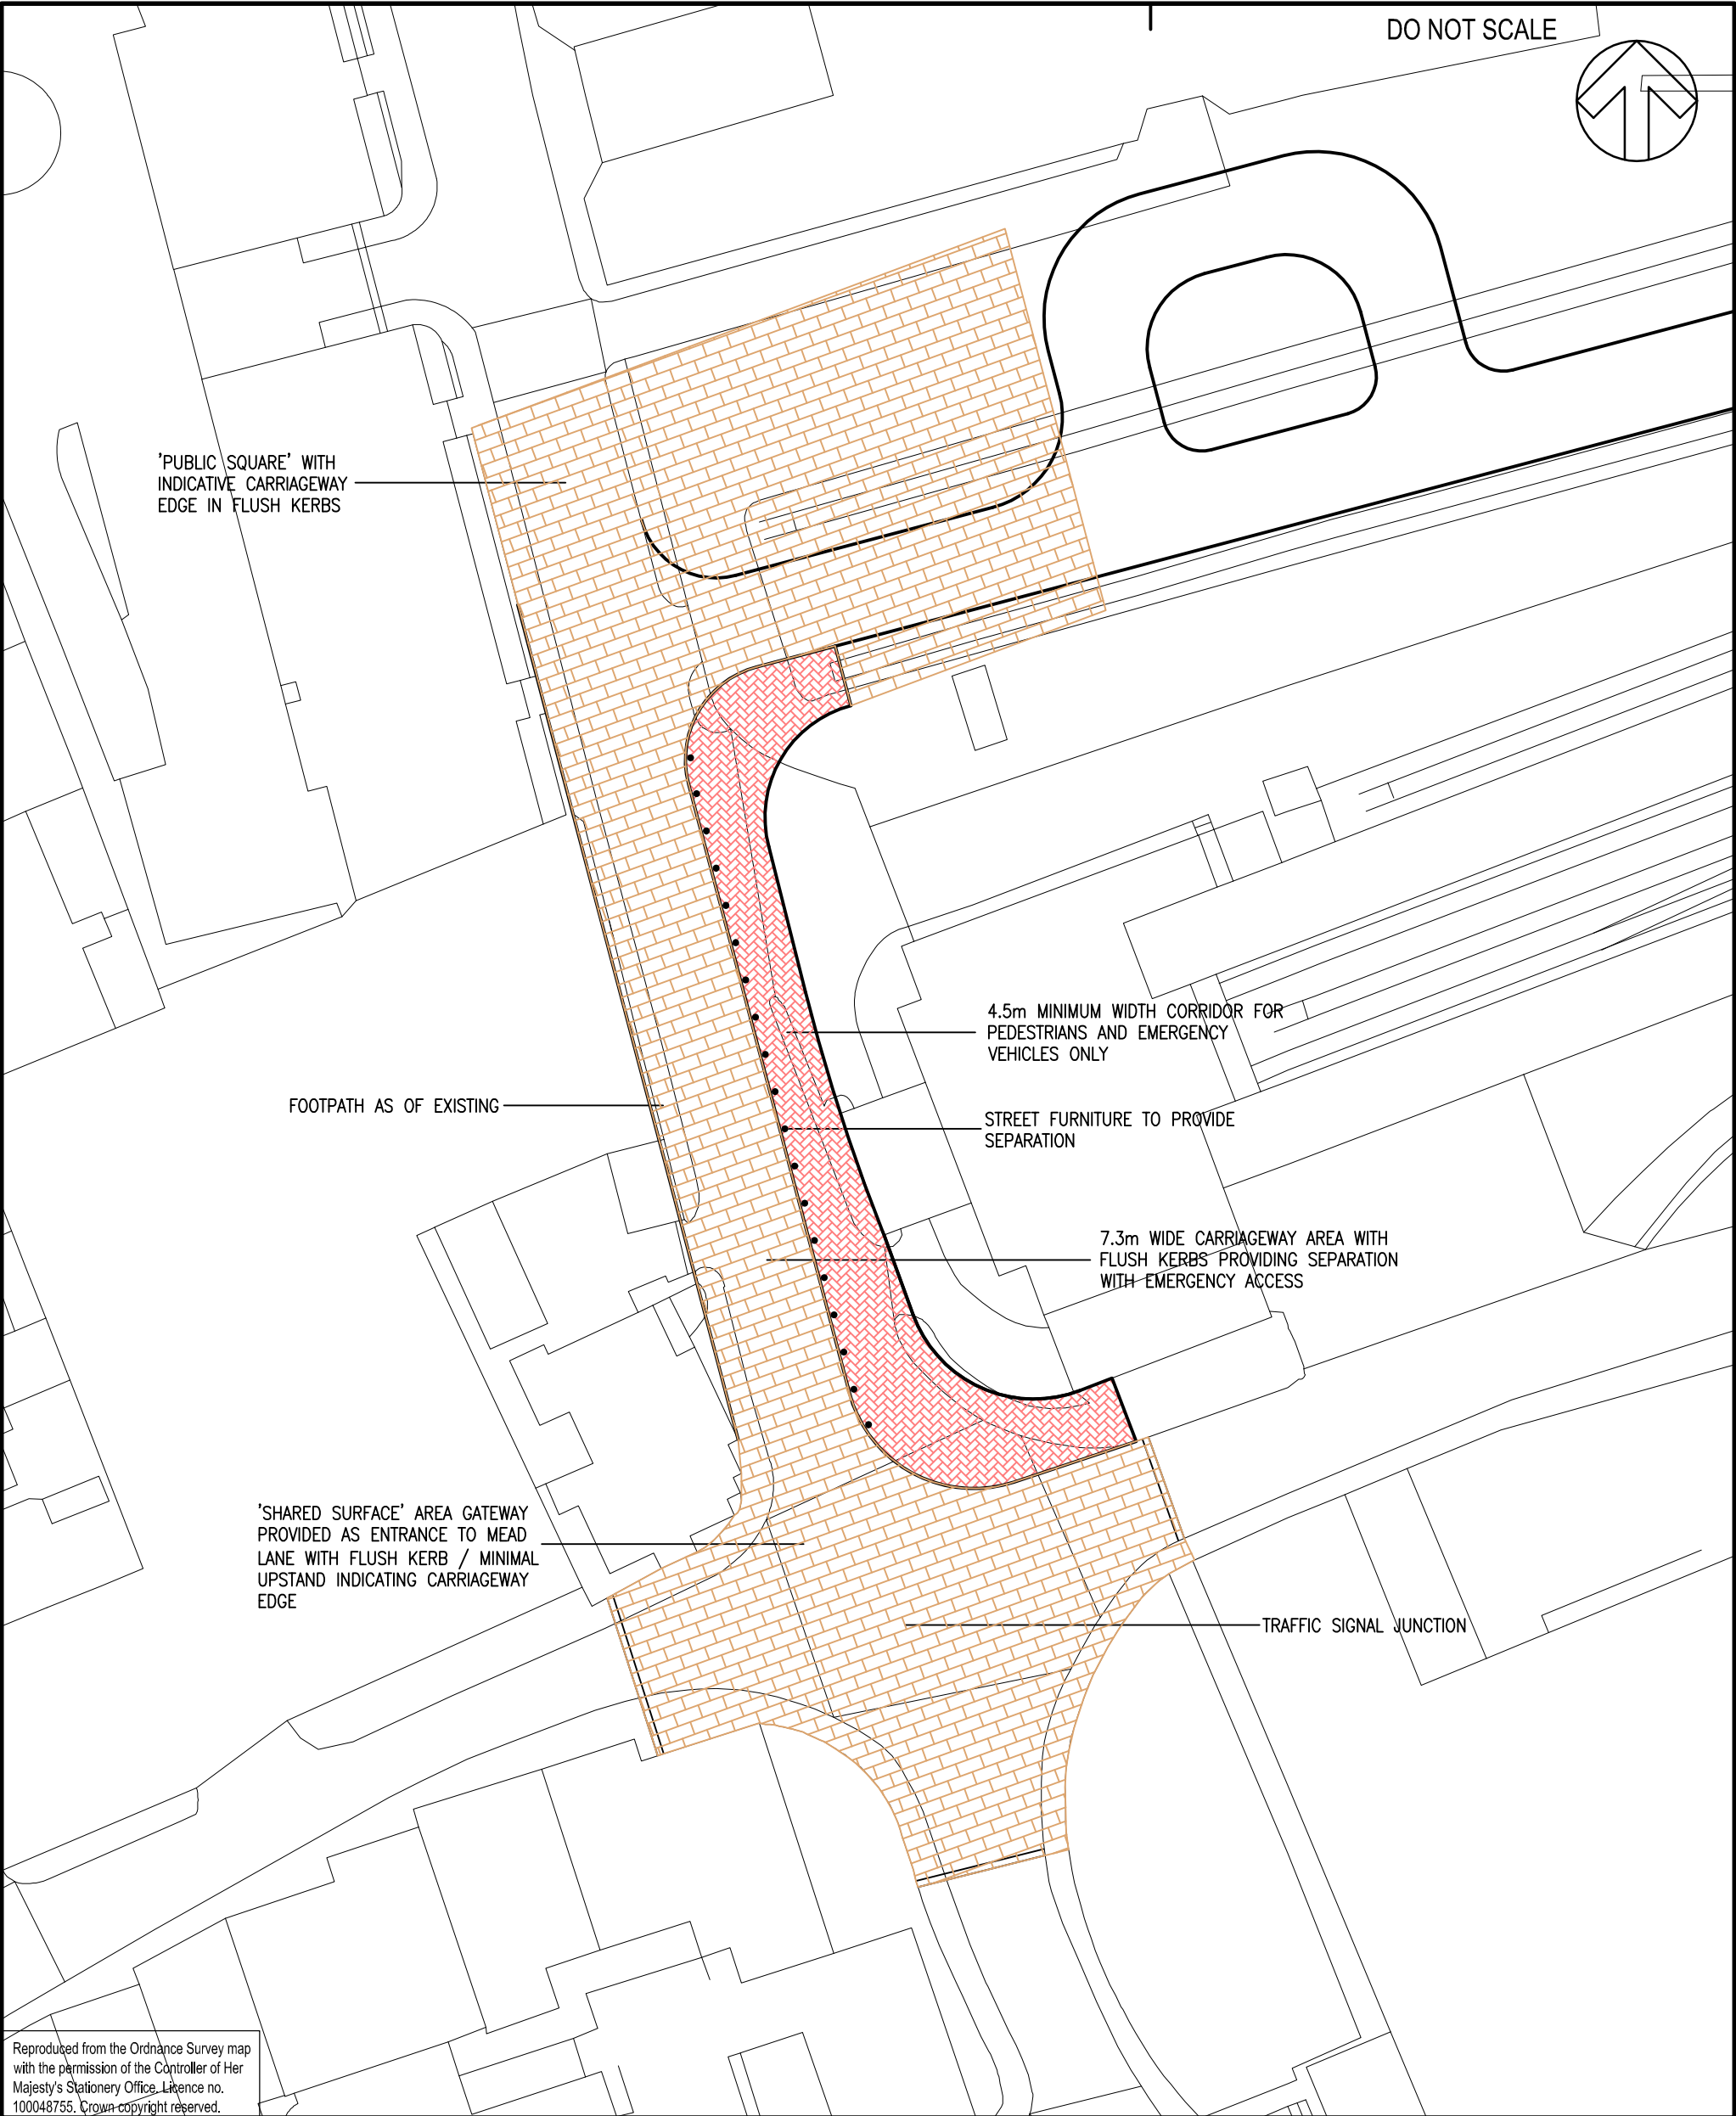 DO NOT SCALE
'PUBLIC SQUARE' WITH
INDICATIVE CARRIAGEWAY
EDGE IN FLUSH KERBS
4.5m MINIMUM WIDTH CORRIDOR FOR
PEDESTRIANS AND EMERGENCY
VEHICLES ONLY
FOOTPATH AS OF EXISTING
STREET FURNITURE TO PROVIDE
SEPARATION
7.3m WIDE CARRIAGEWAY AREA WITH
FLUSH KERBS PROVIDING SEPARATION
WITH EMERGENCY ACCESS
'SHARED SURFACE' AREA GATEWAY
PROVIDED AS ENTRANCE TO MEAD
LANE WITH FLUSH KERB / MINIMAL
UPSTAND INDICATING CARRIAGEWAY
EDGE
TRAFFIC SIGNAL JUNCTION
Reproduced from the Ordnance Survey map
with the permission of the Controller of Her
Majesty's Stationery Office. Licence no.
100048755. Crown copyright reserved.